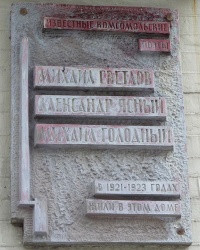 ИЗВЕСТНЫЕ КОМСОМОЛЬСКИЕ
ПОЭТЫ
МИХАИЛ СВЕТЛОВ
АЛЕКСАНДР ЯСНЫЙ
МИХАИЛ ГОЛОДНЫЙ
В 1921-1923 ГОДАХ
ЖИЛИ В ЭТОМ ДОМЕ